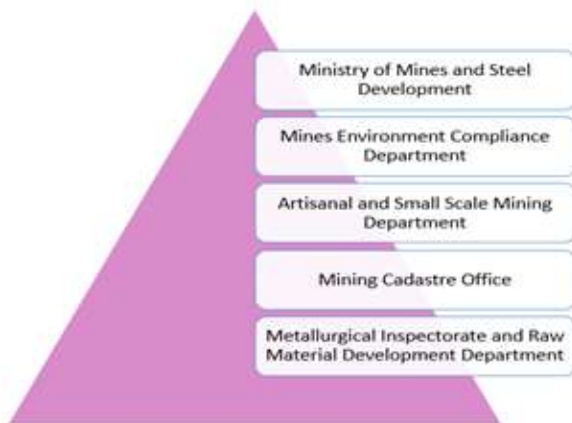 Ministry of Mines and Steel
Development
Mines Environment Compliance
Department
Artisanal and Small Scale Mining
Department
Mining Cadastre Office
Metallurgical Inspectorate and Raw
Material Development Department